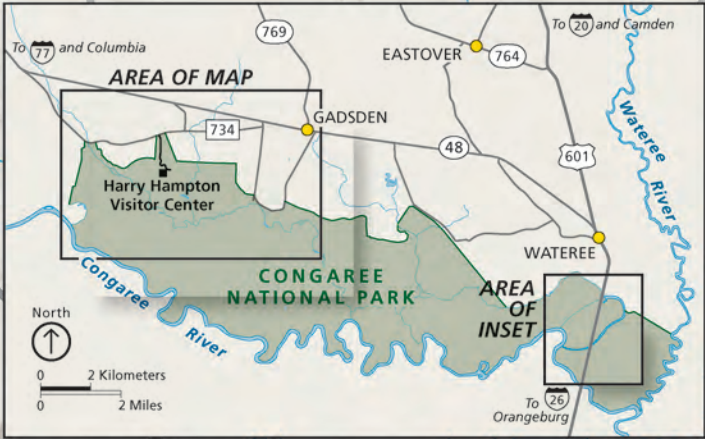 To 77 and Columbia
769
EASTOVER
764
To 20 and Camden
AREA OF MAP
GADSDEN
734
48
601
Wateree
River
Harry Hampton
Visitor Center
WATEREE
Congaree
River
CONGAREE
NATIONAL PARK
AREA
OF
INSET
North
0 2 Kilometers
0 2 Miles
To 26
Orangeburg